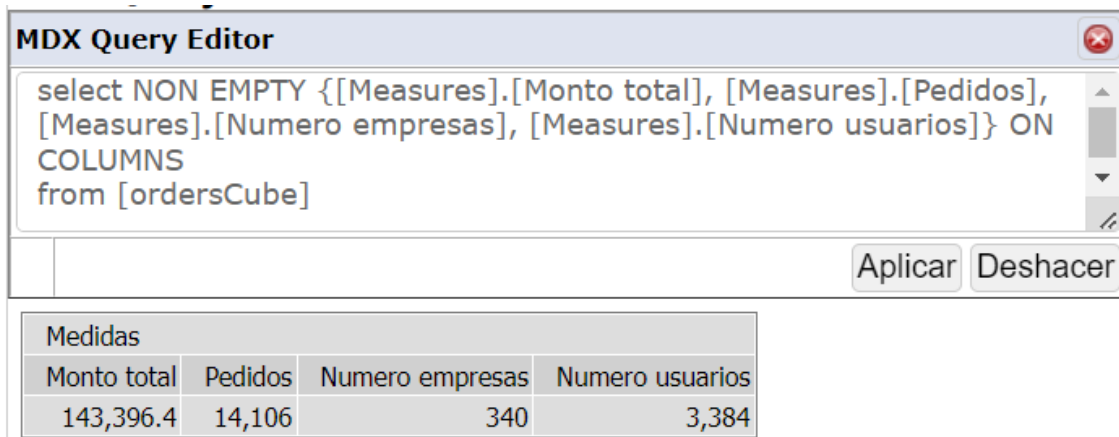 MDX Query Editor
select NON EMPTY {[Measures].[Monto total], [Measures].[Pedidos],
[Measures].[Numero empresas], [Measures].[Numero usuarios]} ON
COLUMNS
from [ordersCube]
Aplicar Deshacer
Medidas
Monto total Pedidos Numero empresas Numero usuarios
143,396.4 14,106 340 3,384